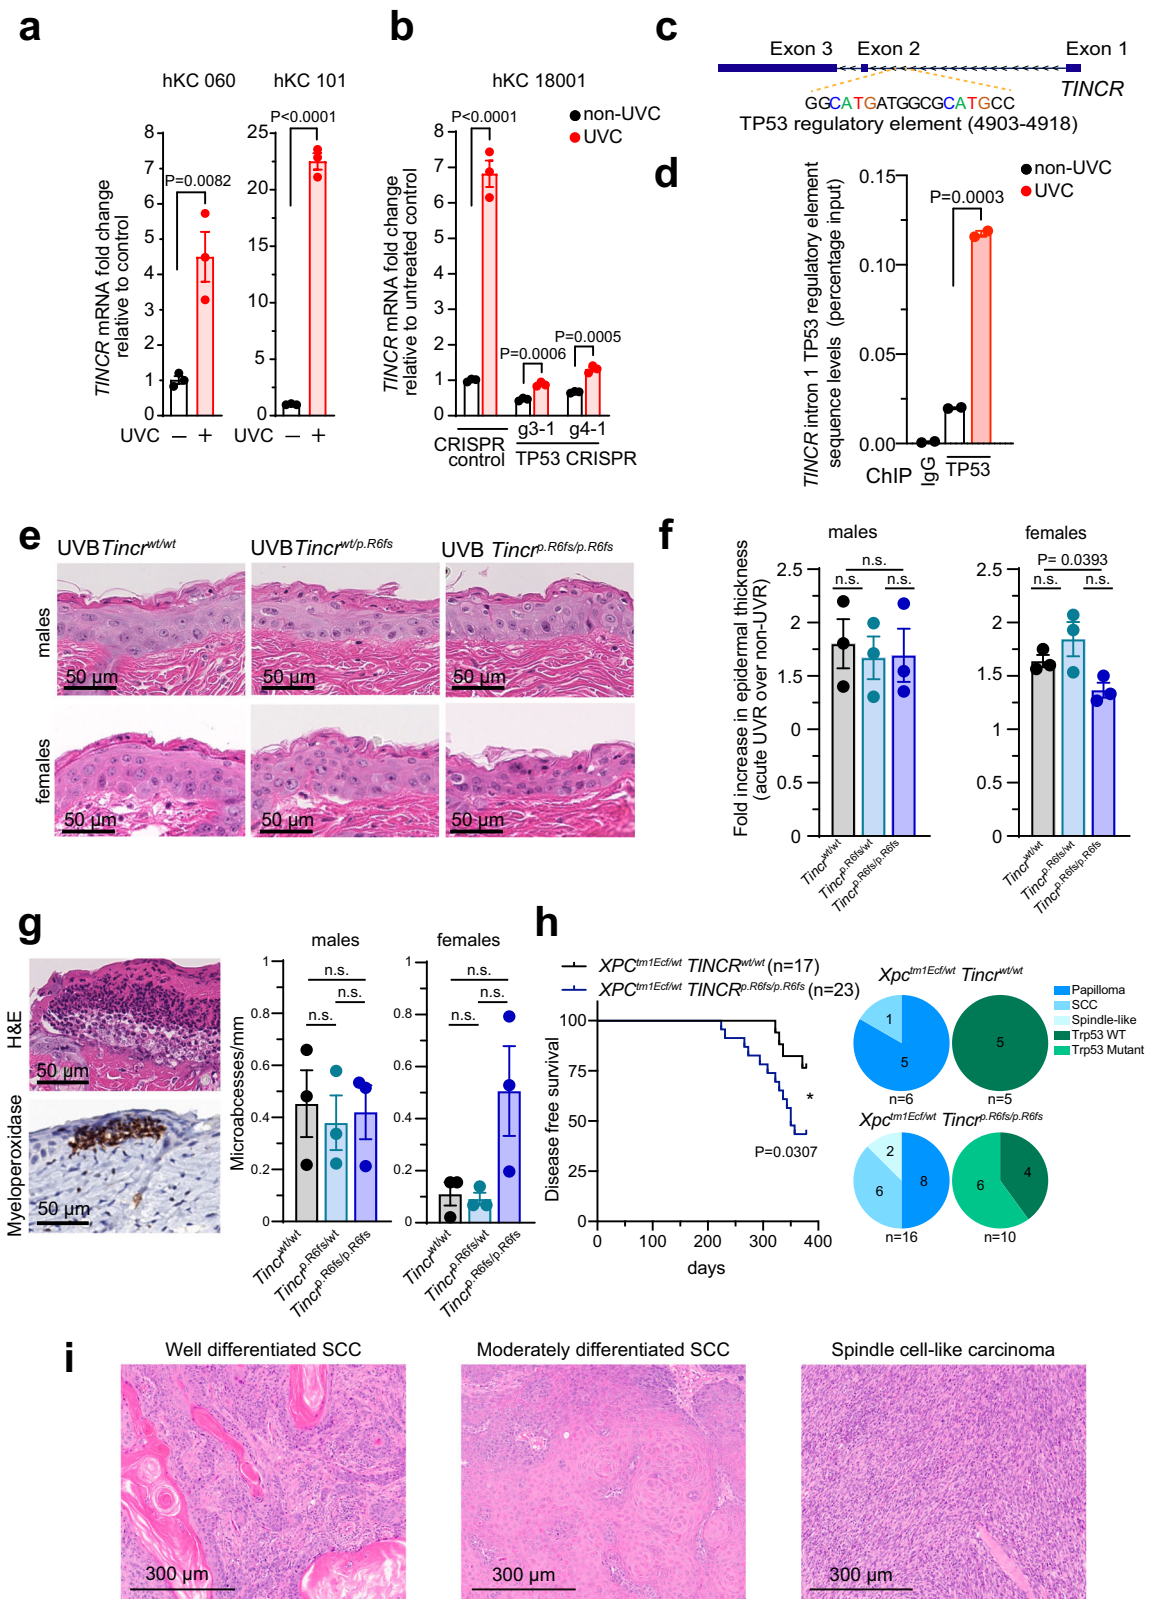 a
hKC 060
hKC 101
TINCR mRNA fold change
relative to control
8
7
6
5
4
3
2
1
0
P=0.0082
UVC − +
25
20
15
10
5
0
P<0.0001
UVC − +
b
hKC 18001
non-UVC
UVC
TINCR mRNA fold change
relative to untreated control
8
7
6
5
4
3
2
1
0
P<0.0001
P=0.0006
P=0.0005
CRISPR
control
g3-1 g4-1
TP53 CRISPR
c
Exon 3 Exon 2 Exon 1
TINCR
GGCATGATGGCGCATGCC
TP53 regulatory element (4903-4918)
d
non-UVC
UVC
TINCR intron 1 TP53 regulatory element
sequence levels (percentage input)
0.15
0.10
0.05
0.00
P=0.0003
ChIP IgG TP53
e
UVB Tincr wt/wt
UVB Tincr wt/p.R6fs
UVB Tincr p.R6fs/p.R6fs
males
50 µm
50 µm
50 µm
females
50 µm
50 µm
50 µm
f
males
females
Fold increase in epidermal thickness
(acute UVR over non-UVR)
2.5
2
1.5
0
0.5
0
n.s.
n.s. n.s.
Tincr wt/wt
Tincr p.R6fs/wt
Tincr p.R6fs/p.R6fs
2.5
2
1.5
1
0.5
0
P= 0.0393
n.s. n.s.
Tincr wt/wt
Tincr p.R6fs/wt
Tincr p.R6fs/p.R6fs
g
H&E
50 µm
Myeloperoxidase
50 µm
males
females
Microabcesses/mm
1
0.8
0.6
0.4
0.2
0
n.s.
n.s.
n.s.
Tincr wt/wt
Tincr p.R6fs/wt
Tincr p.R6fs/p.R6fs
1
0.8
0.6
0.4
0.2
0
n.s.
n.s.
n.s.
Tincr wt/wt
Tincr p.R6fs/wt
Tincr p.R6fs/p.R6fs
h
XPC tm1Ecf/wt TINCR wt/wt (n=17)
XPC tm1Ecf/wt TINCR p.R6fs/p.R6fs (n=23)
Disease free survival
100
75
50
25
0
*
P=0.0307
0 100 200 300 400
days
Xpc tm1Ecf/wt Tincr wt/wt
1
5
n=6
5
n=5
Papilloma
SCC
Spindle-like
Trp53 WT
Trp53 Mutant
Xpc tm1Ecf/wt Tincr p.R6fs/p.R6fs
2
6
8
n=16
4
6
n=10
i
Well differentiated SCC
300 µm
Moderately differentiated SCC
300 µm
Spindle cell-like carcinoma
300 µm